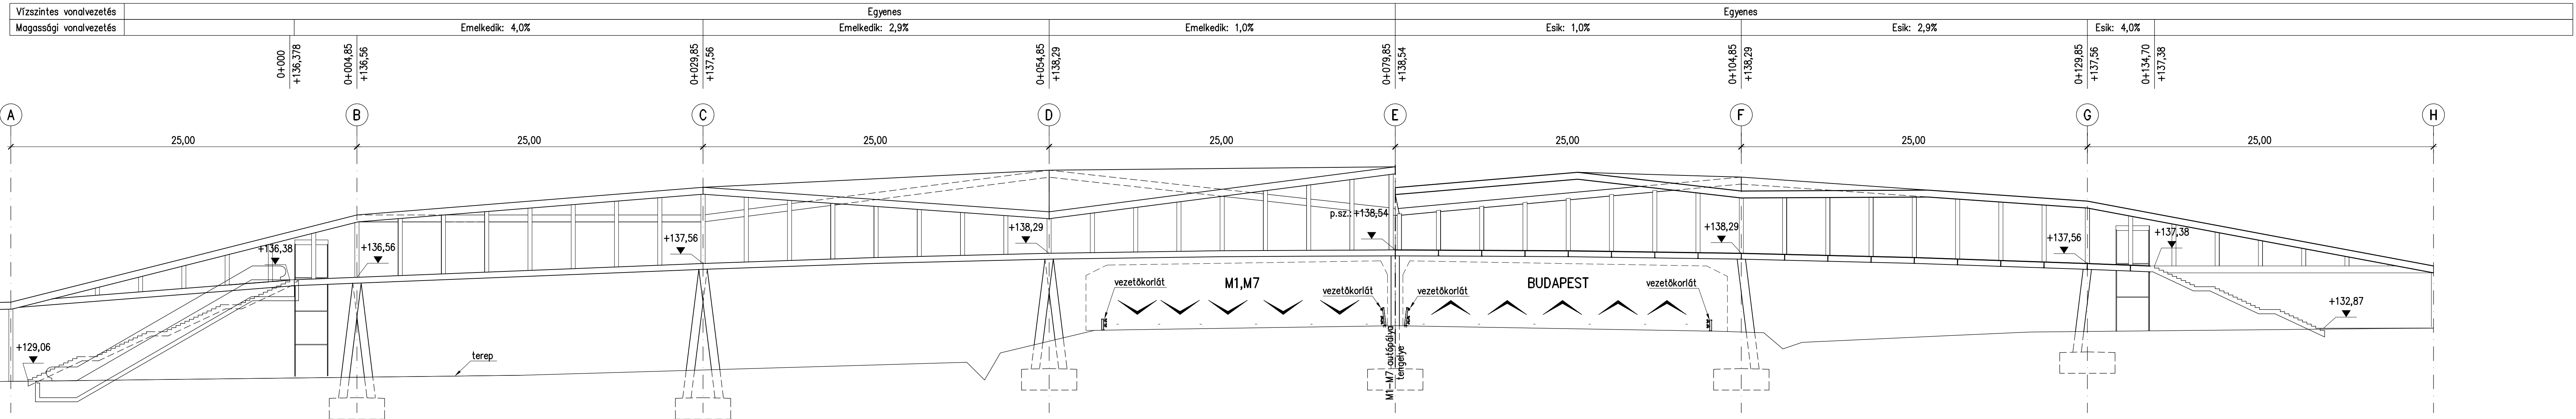 Vízszintes vonalvezetés Egyenes Egyenes
Magassági vonalvezetés Emelkedik: 4,0% Emelkedik: 2,9% Emelkedik: 1,0% Esik: 1,0% Esik: 2,9% Esik: 4,0%
0+000 +136,378
0+004,85 +136,56
0+029,85 +137,56
0+054,85 +138,29
0+079,85 +138,54
0+104,85 +138,29
0+129,85 +137,56
0+134,70 +137,38
A B C D E F G H
25,00 25,00 25,00 25,00 25,00 25,00 25,00
p.sz.: +138,54
+138,29 +138,29
+137,56 +137,56
+136,38 +136,56 +137,38
vezetőkorlát M1,M7 vezetőkorlát vezetőkorlát BUDAPEST vezetőkorlát
+132,87
+129,06
terep
M1-M7 autópálya
tengelye